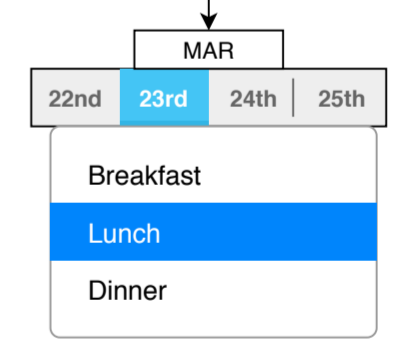 MAR
22nd 23rd 24th 25th
Breakfast
Lunch
Dinner